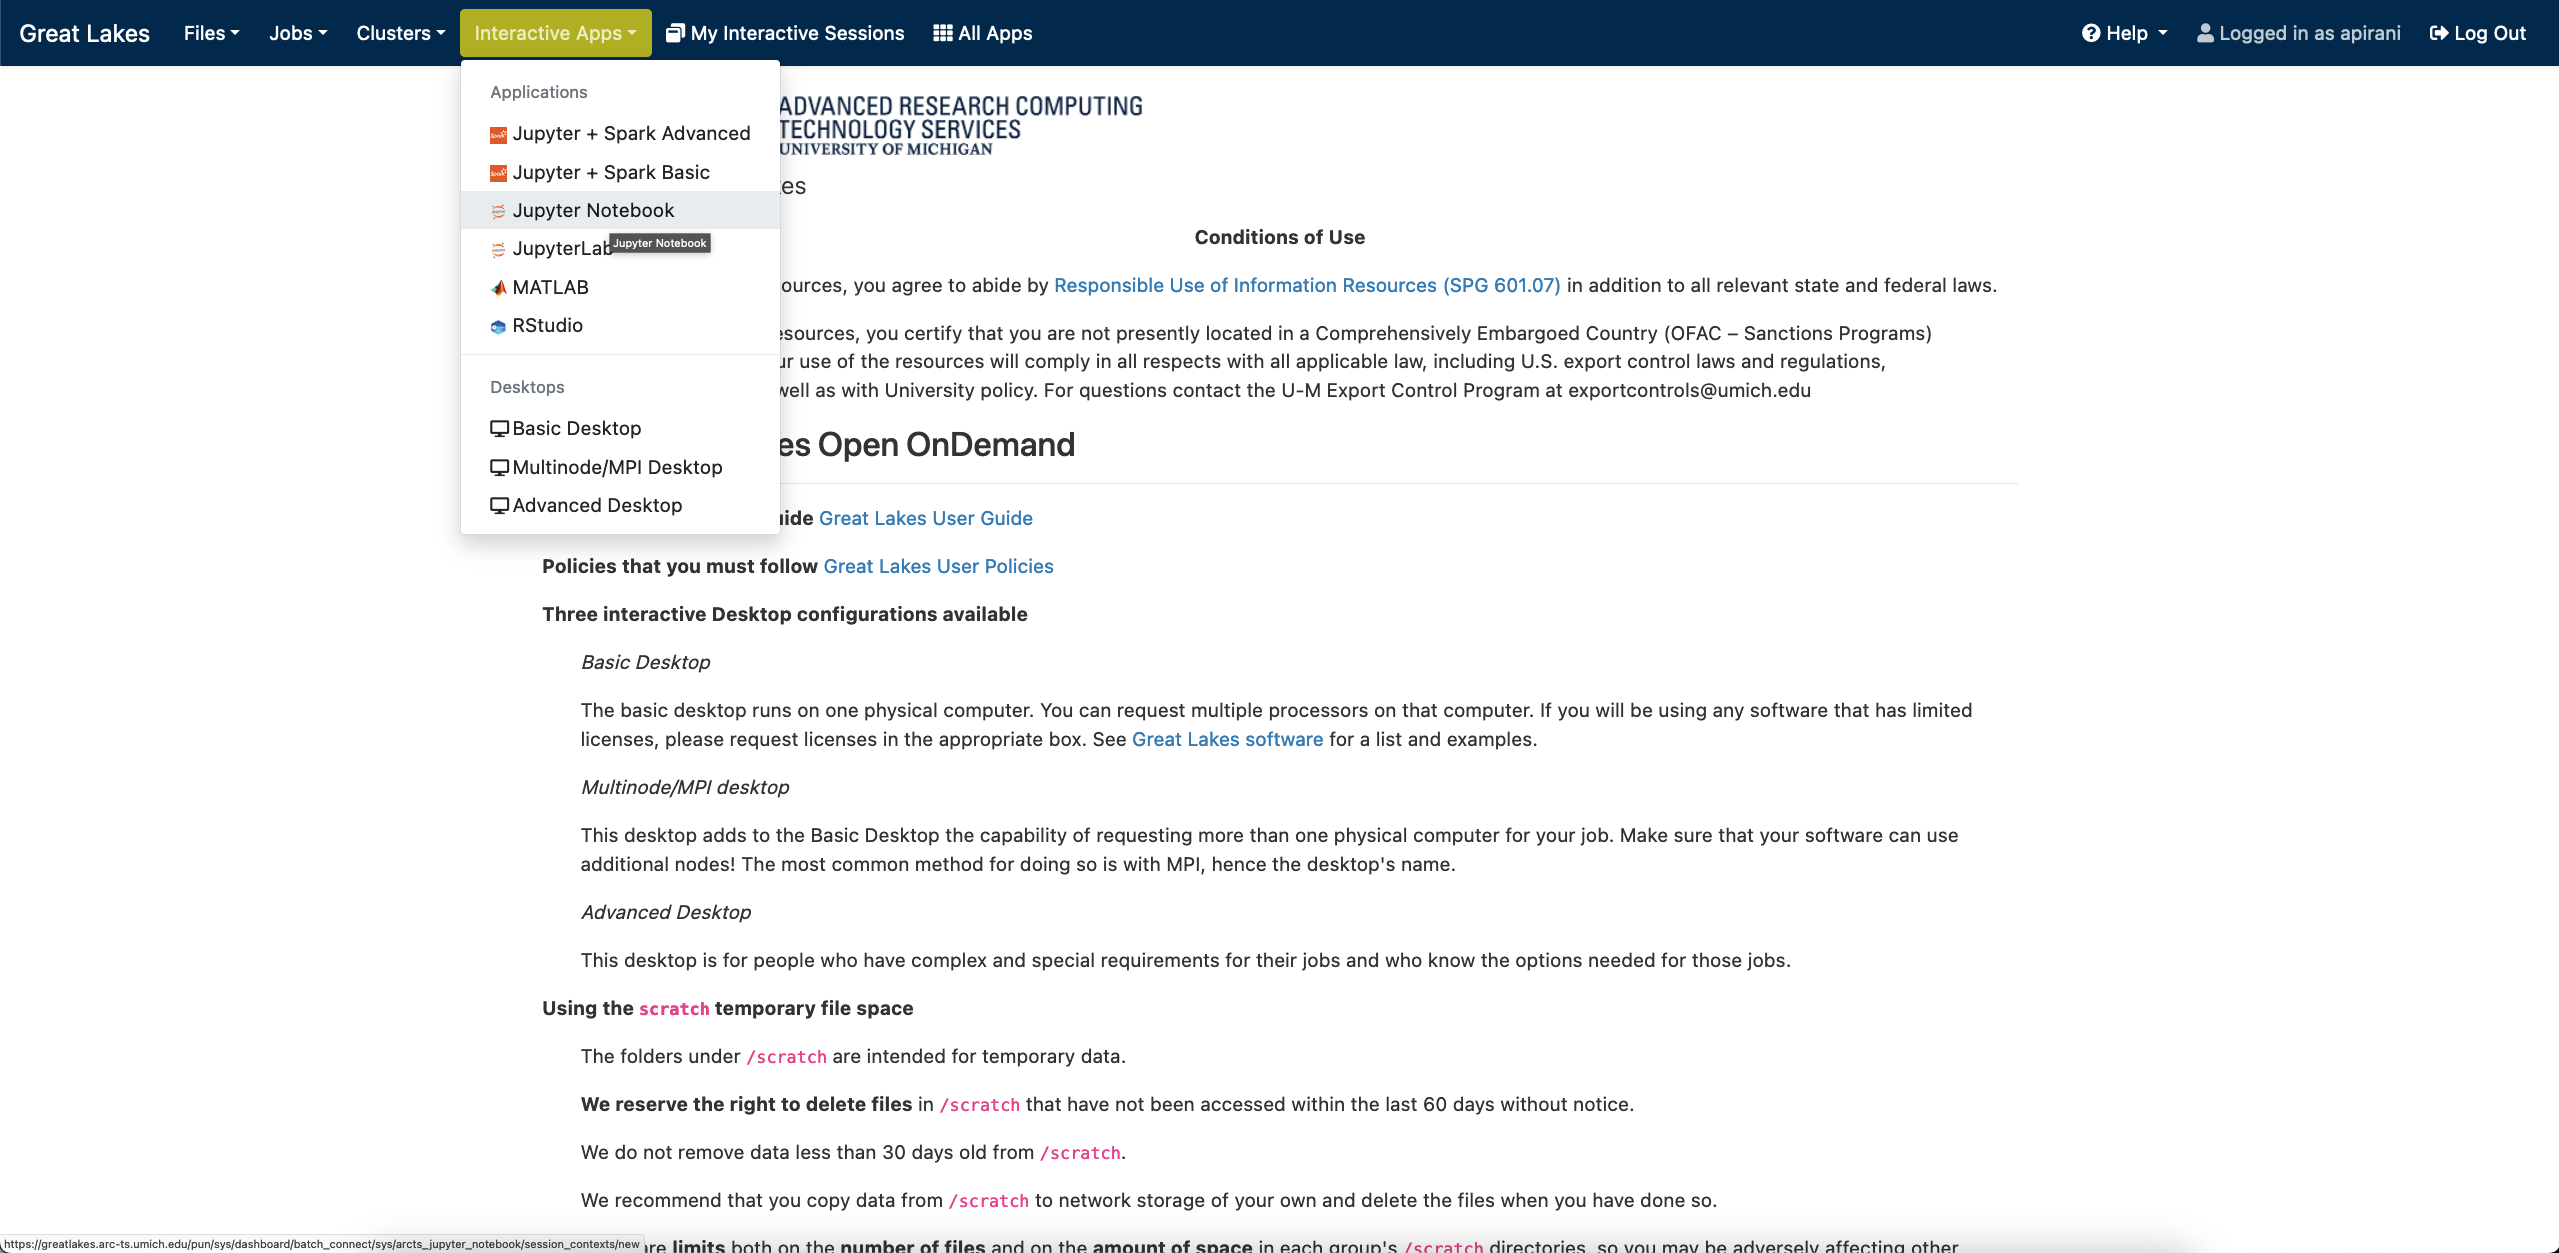 Great Lakes Files Jobs Clusters Interactive Apps My Interactive Sessions All Apps Help Logged in as apirani Log Out
Applications
Jupyter + Spark Advanced
Jupyter + Spark Basic
Jupyter Notebook
JupyterLab
Jupyter Notebook
MATLAB
RStudio
Desktops
Basic Desktop
Multinode/MPI Desktop
Advanced Desktop
ADVANCED RESEARCH COMPUTING
TECHNOLOGY SERVICES
UNIVERSITY OF MICHIGAN
Conditions of Use
you agree to abide by Responsible Use of Information Resources (SPG 601.07) in addition to all relevant state and federal laws.
you certify that you are not presently located in a Comprehensively Embargoed Country (OFAC – Sanctions Programs)
use of the resources will comply in all respects with all applicable law, including U.S. export control laws and regulations,
well as with University policy. For questions contact the U-M Export Control Program at exportcontrols@umich.edu
Open OnDemand
Great Lakes User Guide
Policies that you must follow Great Lakes User Policies
Three interactive Desktop configurations available
Basic Desktop
The basic desktop runs on one physical computer. You can request multiple processors on that computer. If you will be using any software that has limited
licenses, please request licenses in the appropriate box. See Great Lakes software for a list and examples.
Multinode/MPI desktop
This desktop adds to the Basic Desktop the capability of requesting more than one physical computer for your job. Make sure that your software can use
additional nodes! The most common method for doing so is with MPI, hence the desktop's name.
Advanced Desktop
This desktop is for people who have complex and special requirements for their jobs and who know the options needed for those jobs.
Using the scratch temporary file space
The folders under /scratch are intended for temporary data.
We reserve the right to delete files in /scratch that have not been accessed within the last 60 days without notice.
We do not remove data less than 30 days old from /scratch.
We recommend that you copy data from /scratch to network storage of your own and delete the files when you have done so.
are limits both on the number of files and on the amount of space in each group's /scratch directories, so you may be adversely affecting other
https://greatlakes.arc-ts.umich.edu/pun/sys/dashboard/batch_connect/sys/arcts_jupyter_notebook/session_contexts/new